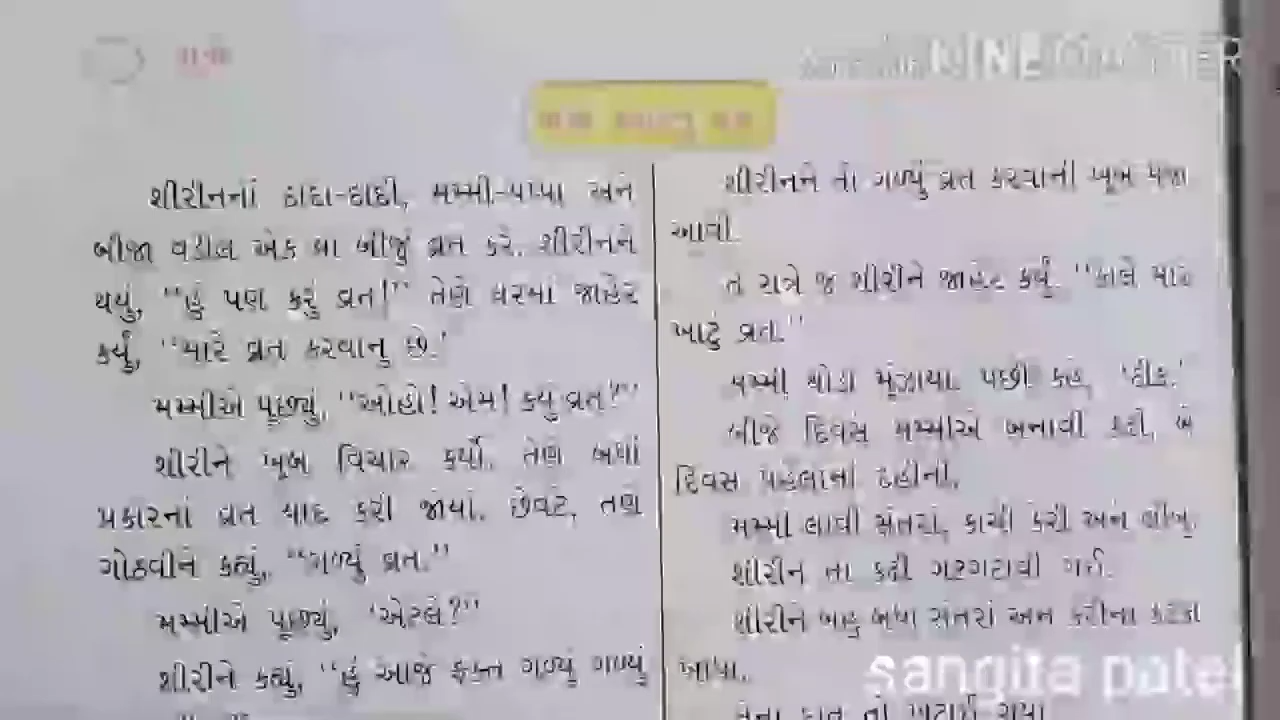 શીરીનનાં દાદા-દાદી, મમ્મી-પપ્પા અને
બીજા વડીલ એક યા બીજું વ્રત કરે. શીરીનને
થયું, “હું પણ કરું વ્રત!” તેણે ઘરમાં જાહેર
કર્યું, “મારે વ્રત કરવાનું છે.'
મમ્મીએ પૂછ્યું, “ઓહો! એમ! કયું વ્રત?”
શીરીને ખૂબ વિચાર કર્યો. તેણે બધાં
પ્રકારનાં વ્રત યાદ કરી જોયાં. છેવટે, તેણે
ગોઠવીને કહ્યું, “ગળ્યું વ્રત.”
મમ્મીએ પૂછ્યું, 'એટલે?”
શીરીને કહ્યું, “હું આજે ફક્ત ગળ્યું ગળ્યું
શીરીનને તો ગળ્યું વ્રત કરવાની ખૂબ મજા
આવી.
તે રાત્રે જ શીરીને જાહેર કર્યું. “કાલે મારે
ખાટું વ્રત.”
મમ્મી થોડા મૂંઝાયા. પછી કહે, 'ઠીક.'
બીજે દિવસે મમ્મીએ બનાવી કઢી, બે
દિવસ પહેલાંનાં દહીંની.
મમ્મી લાવી સંતરાં, કાચી કેરી અને લીંબુ.
શીરીન તો કઢી ગટગટાવી ગઈ.
શીરીને બહુ બધા સંતરાં અને કેરીના કટકા
ખાધા.
તેના દાંત તો ખટાઈ ગયા
sangita patel